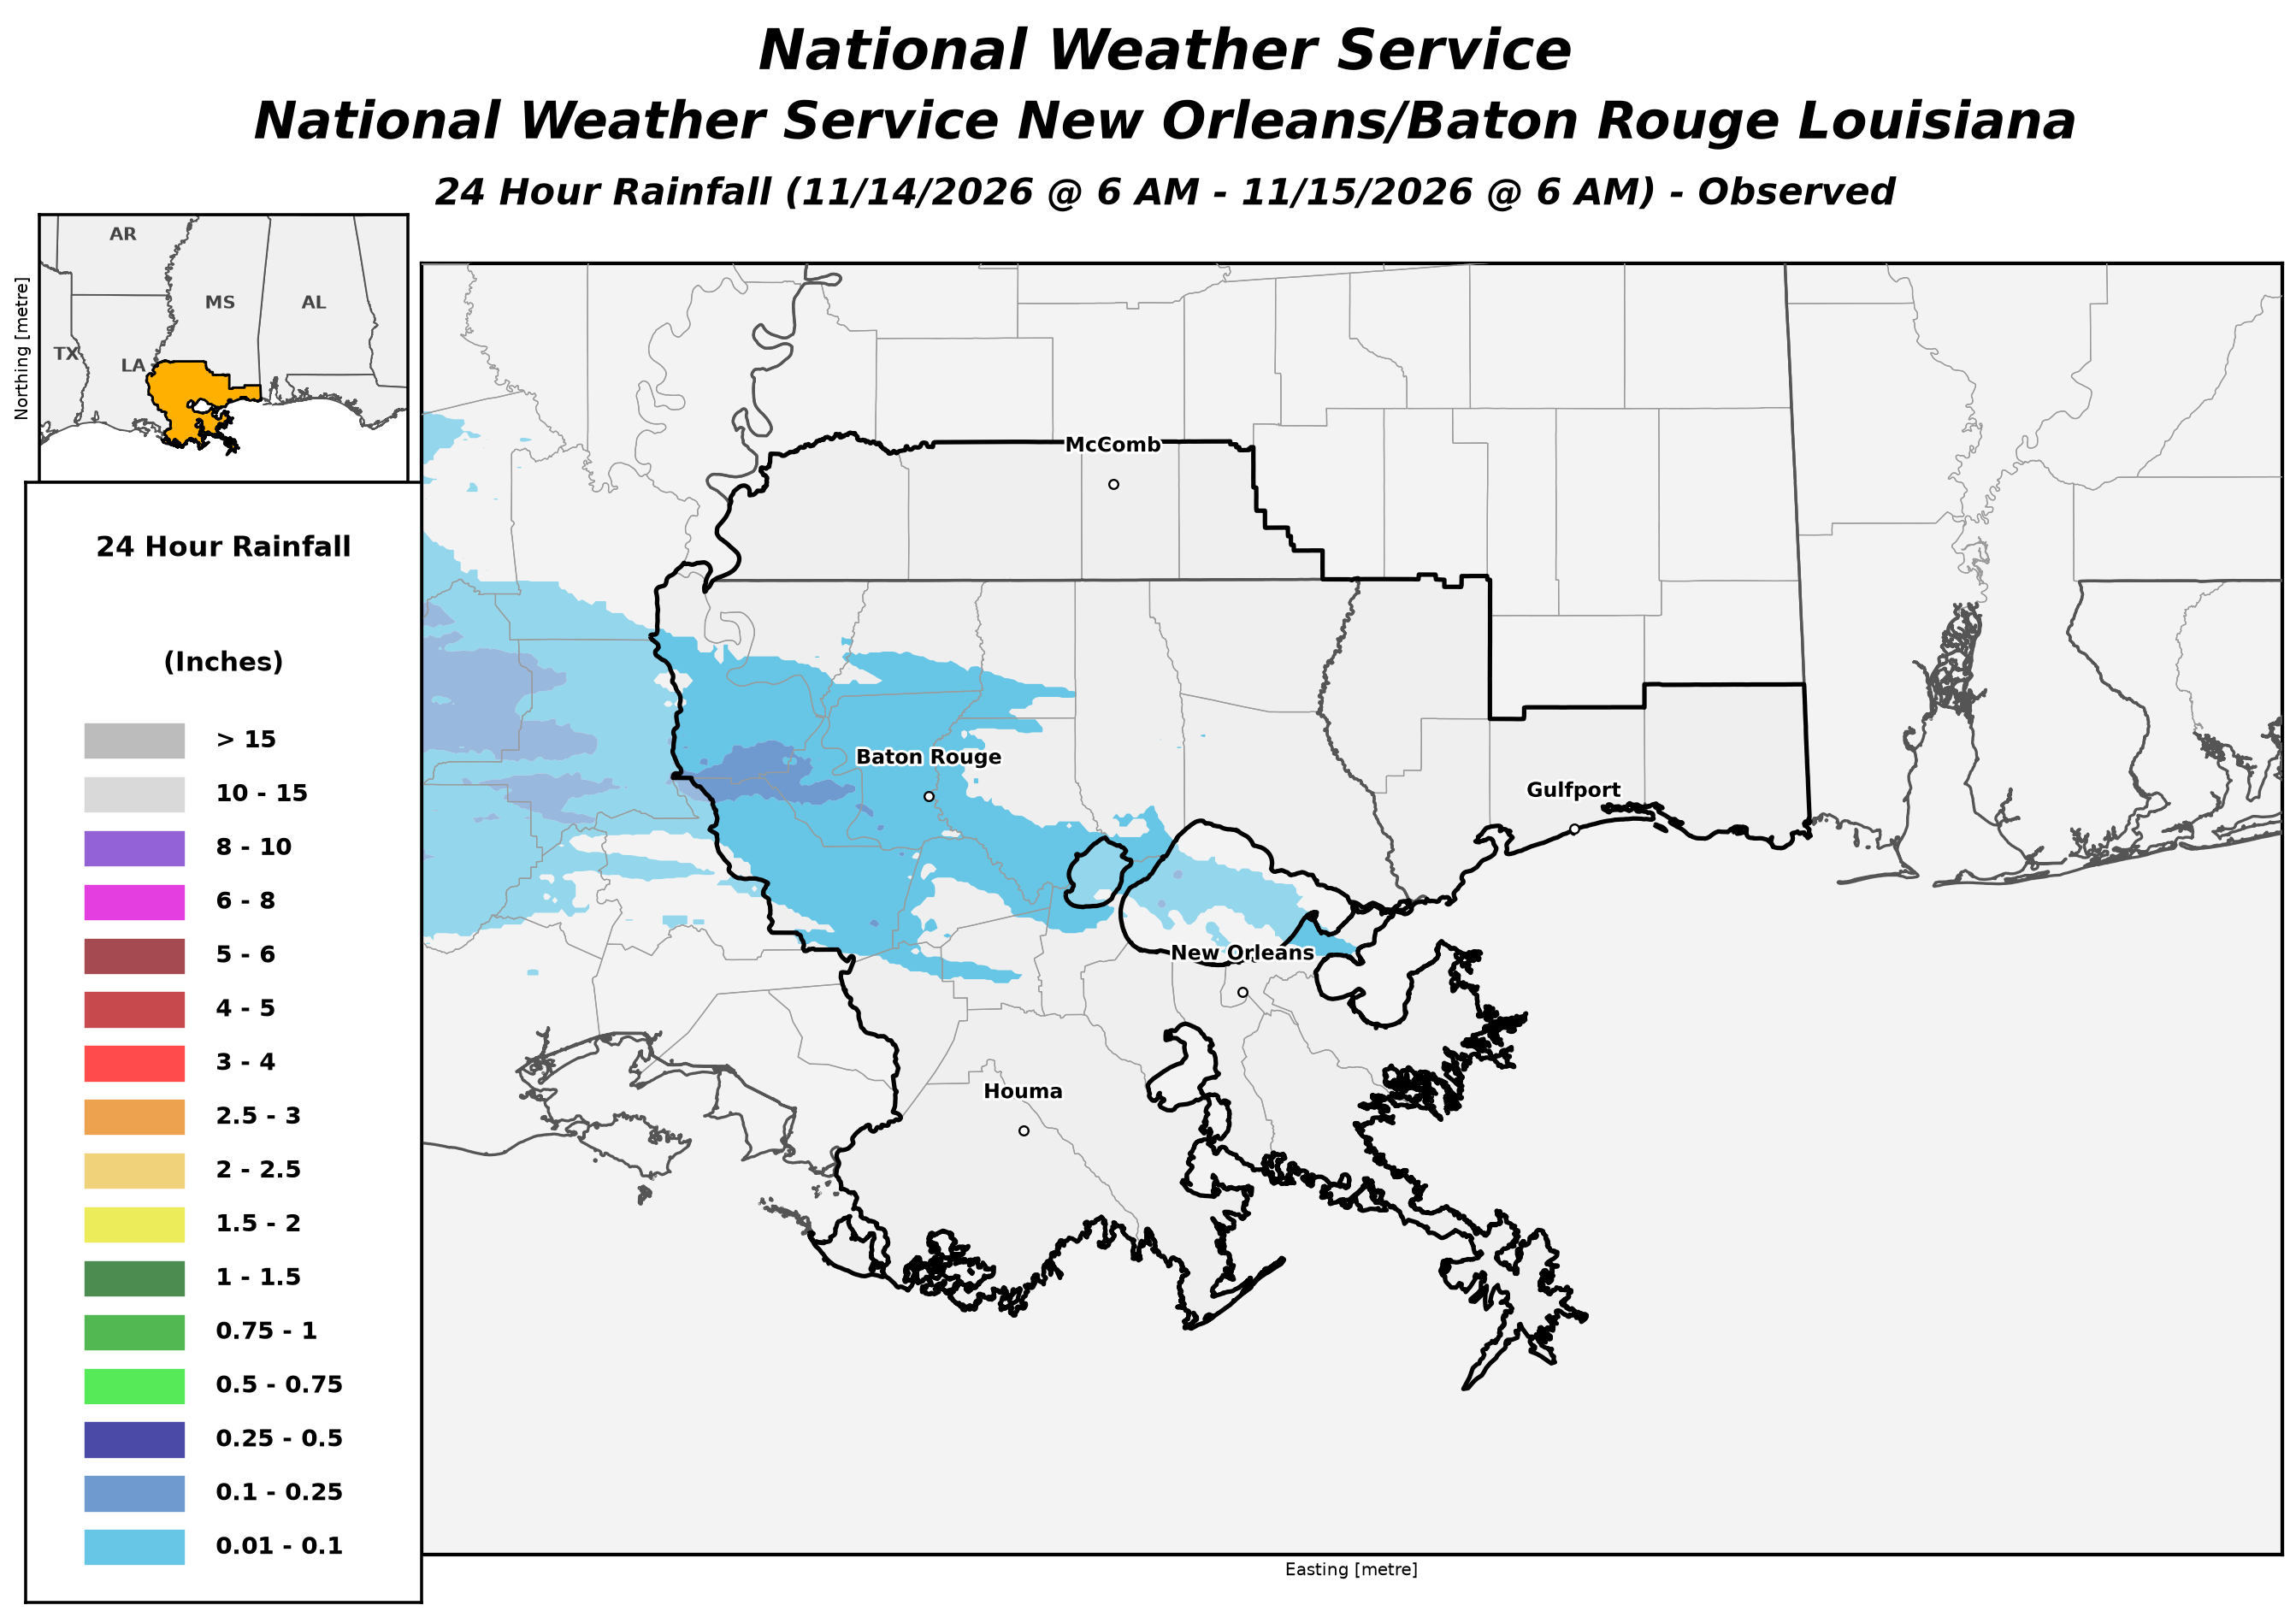 National Weather Service
National Weather Service New Orleans/Baton Rouge Louisiana
24 Hour Rainfall (11/14/2026 @ 6 AM - 11/15/2026 @ 6 AM) - Observed
AR
MS
AL
TX
LA
Northing [metre]
24 Hour Rainfall
(Inches)
> 15
10 - 15
8 - 10
6 - 8
5 - 6
4 - 5
3 - 4
2.5 - 3
2 - 2.5
1.5 - 2
1 - 1.5
0.75 - 1
0.5 - 0.75
0.25 - 0.5
0.1 - 0.25
0.01 - 0.1
McComb
Baton Rouge
Gulfport
New Orleans
Houma
Easting [metre]